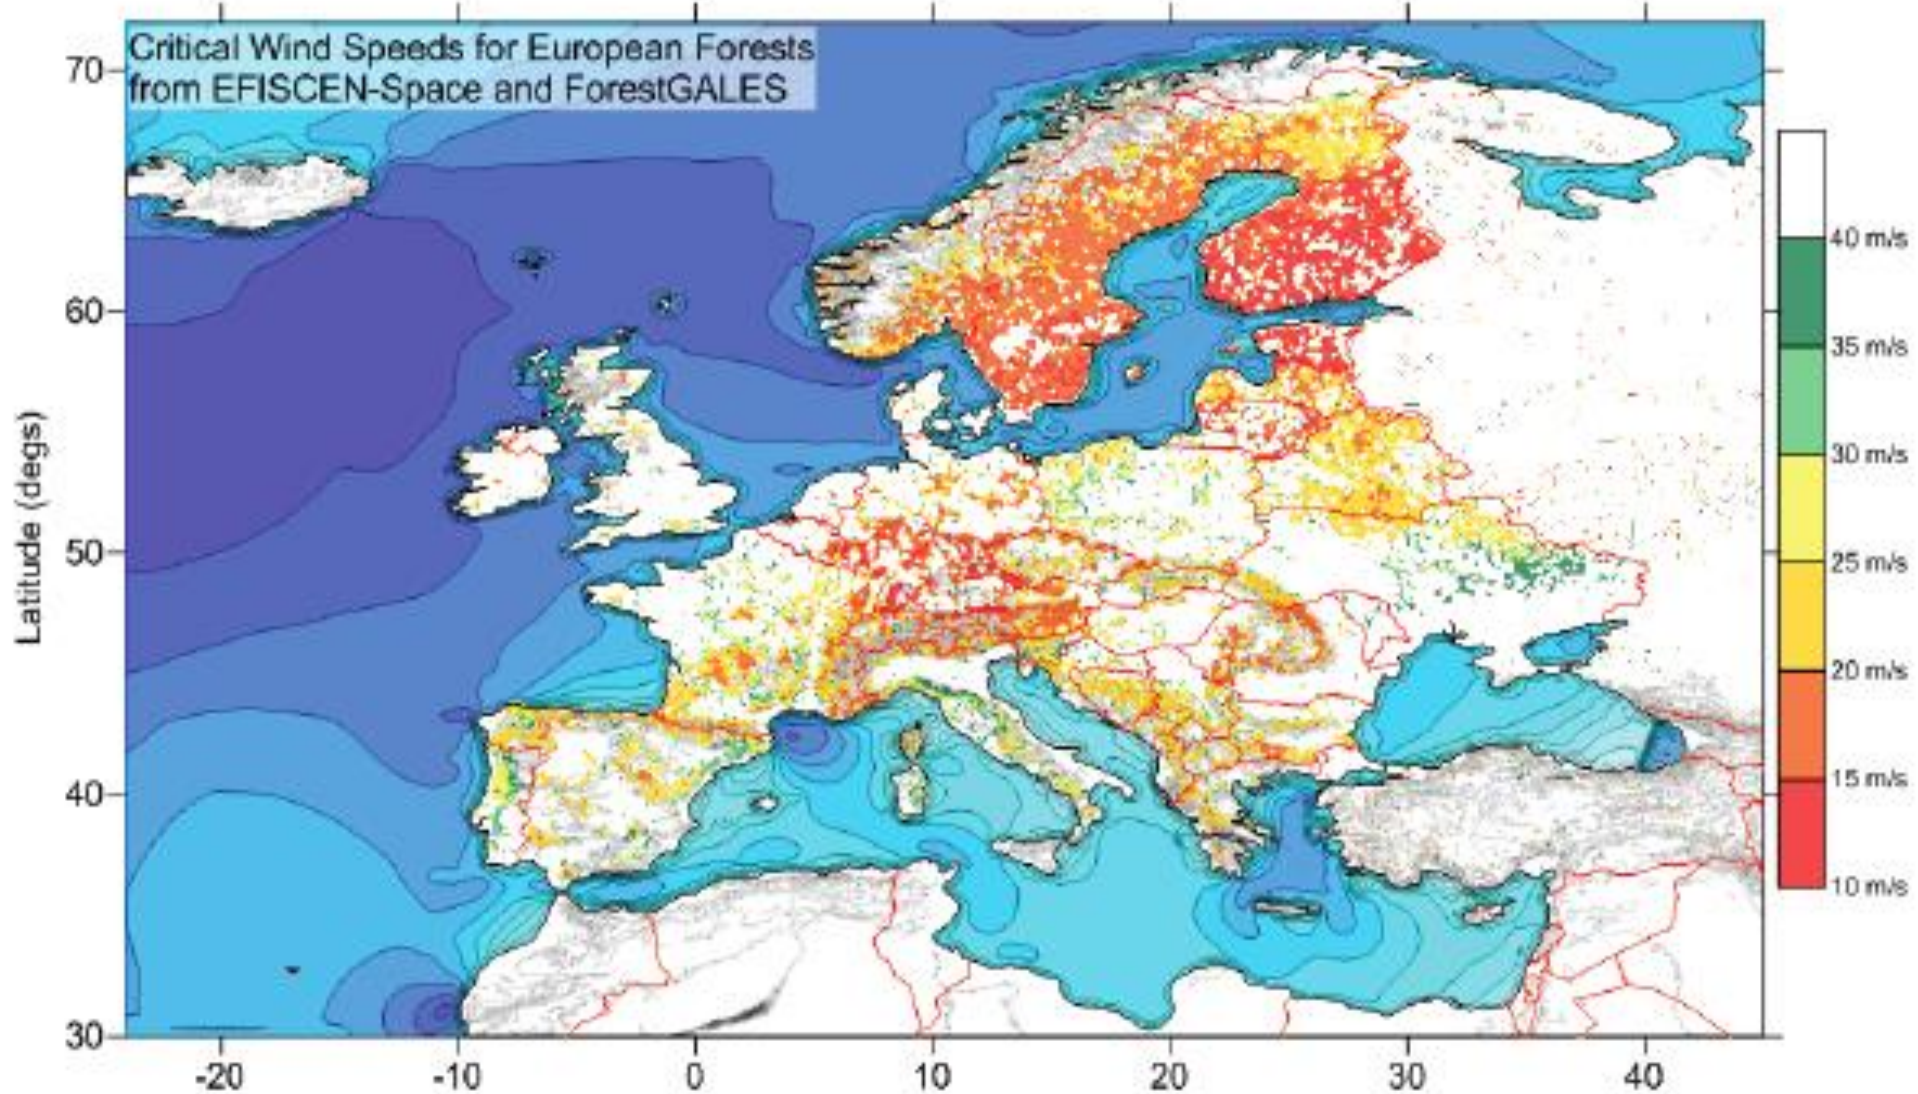 Critical Wind Speeds for European Forests
from EFISCEN-Space and ForestGALES
70
60
50
40
30
Latitude (degs)
-20
-10
0
10
20
30
40
40 m/s
35 m/s
30 m/s
25 m/s
20 m/s
15 m/s
10 m/s